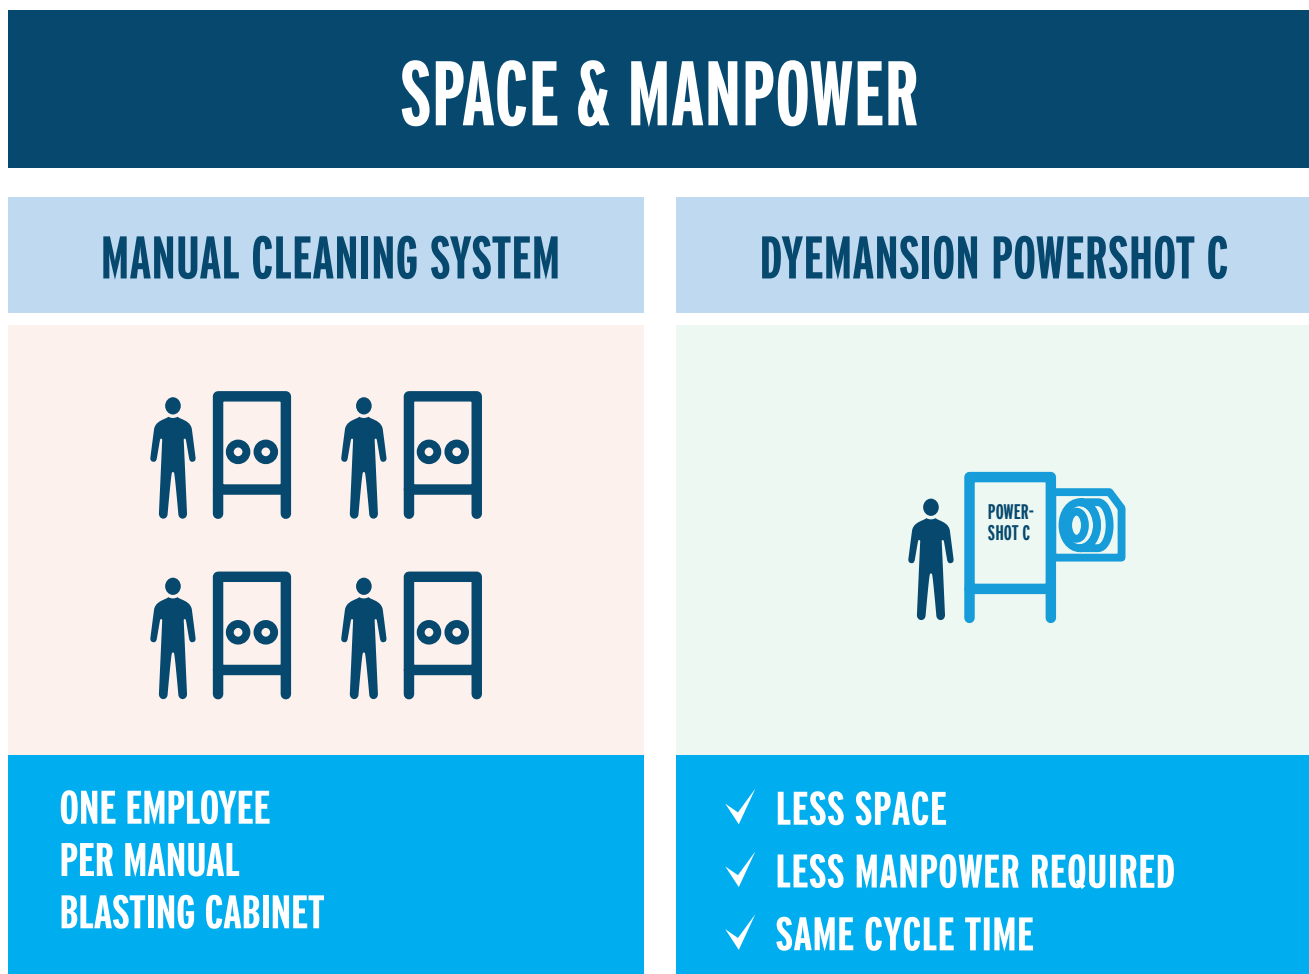 SPACE & MANPOWER
MANUAL CLEANING SYSTEM
DYEMANSION POWERSHOT C
POWER-
SHOT C
ONE EMPLOYEE
PER MANUAL
BLASTING CABINET
LESS SPACE
LESS MANPOWER REQUIRED
SAME CYCLE TIME